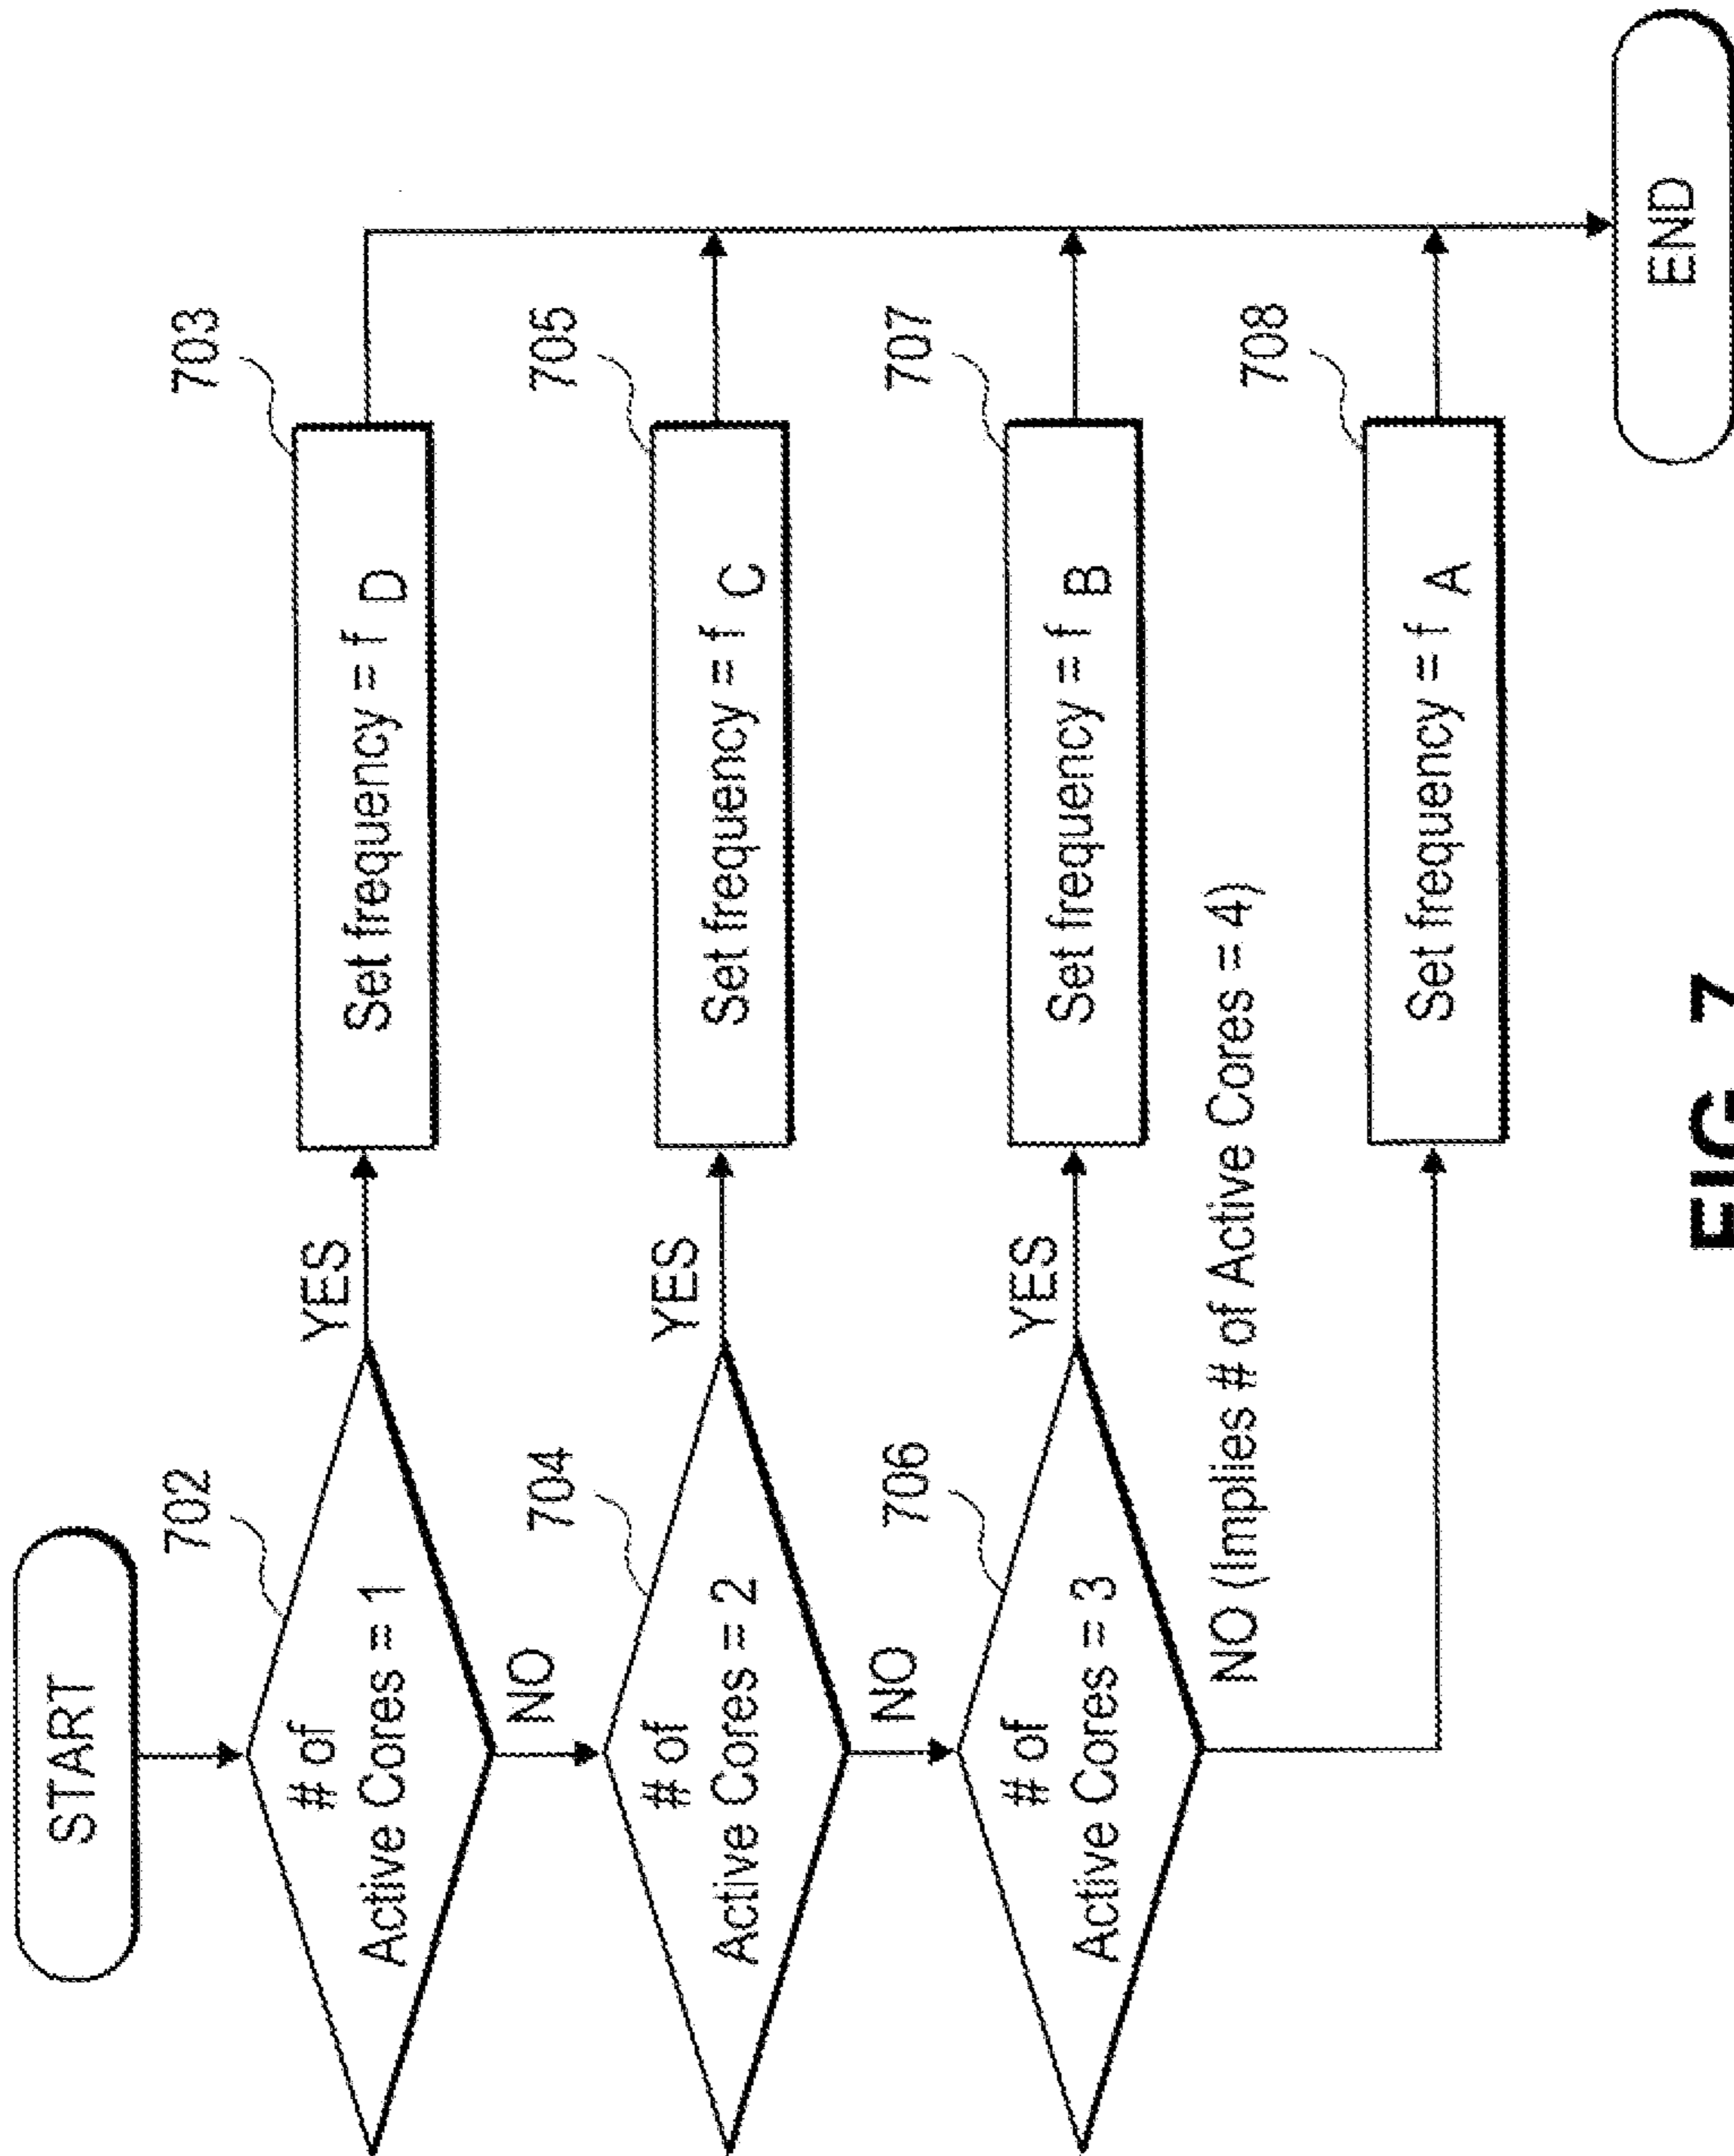 START
702
# of
Active Cores = 1
YES
703
Set frequency = f D
NO
704
# of
Active Cores = 2
YES
705
Set frequency = f C
NO
706
# of
Active Cores = 3
YES
707
Set frequency = f B
NO (Implies # of Active Cores = 4)
708
Set frequency = f A
END
FIG. 7